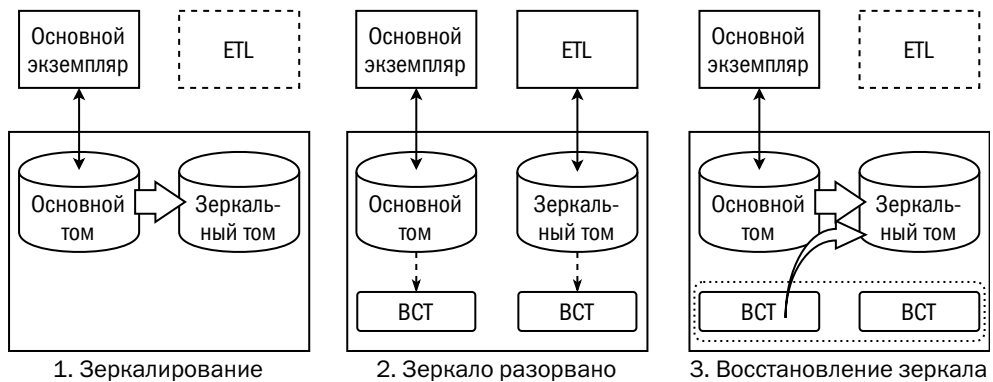 Основной
экземпляр
ETL
Основной
том
Зеркаль-
ный том
1. Зеркалирование
Основной
экземпляр
ETL
Основной
том
Зеркаль-
ный том
BCT
BCT
2. Зеркало разорвано
Основной
экземпляр
ETL
Основной
том
Зеркаль-
ный том
BCT
BCT
3. Восстановление зеркала